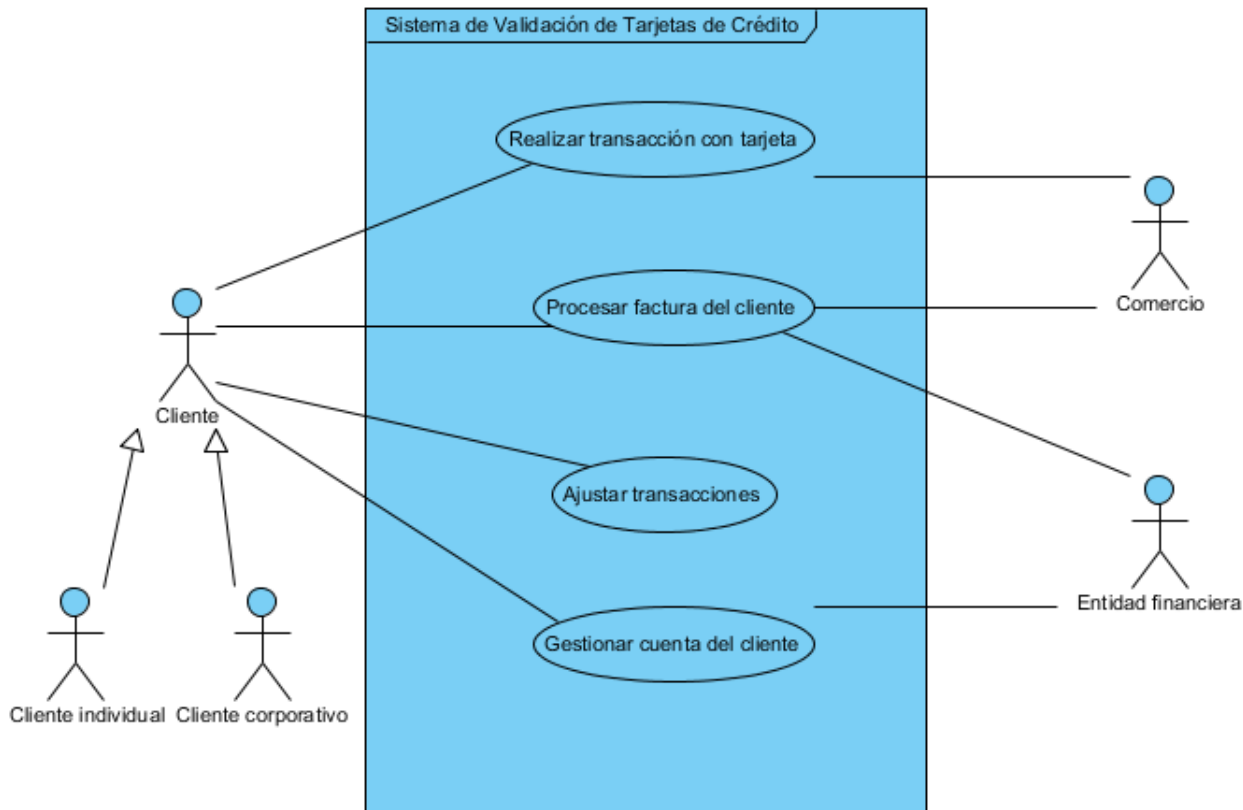 Sistema de Validación de Tarjetas de Crédito
Realizar transacción con tarjeta
Comercio
Procesar factura del cliente
Cliente
Ajustar transacciones
Entidad financiera
Gestionar cuenta del cliente
Cliente individual
Cliente corporativo